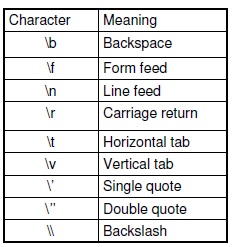 Character Meaning
\b Backspace
\f Form feed
\n Line feed
\r Carriage return
\t Horizontal tab
\v Vertical tab
\’ Single quote
\” Double quote
\\ Backslash